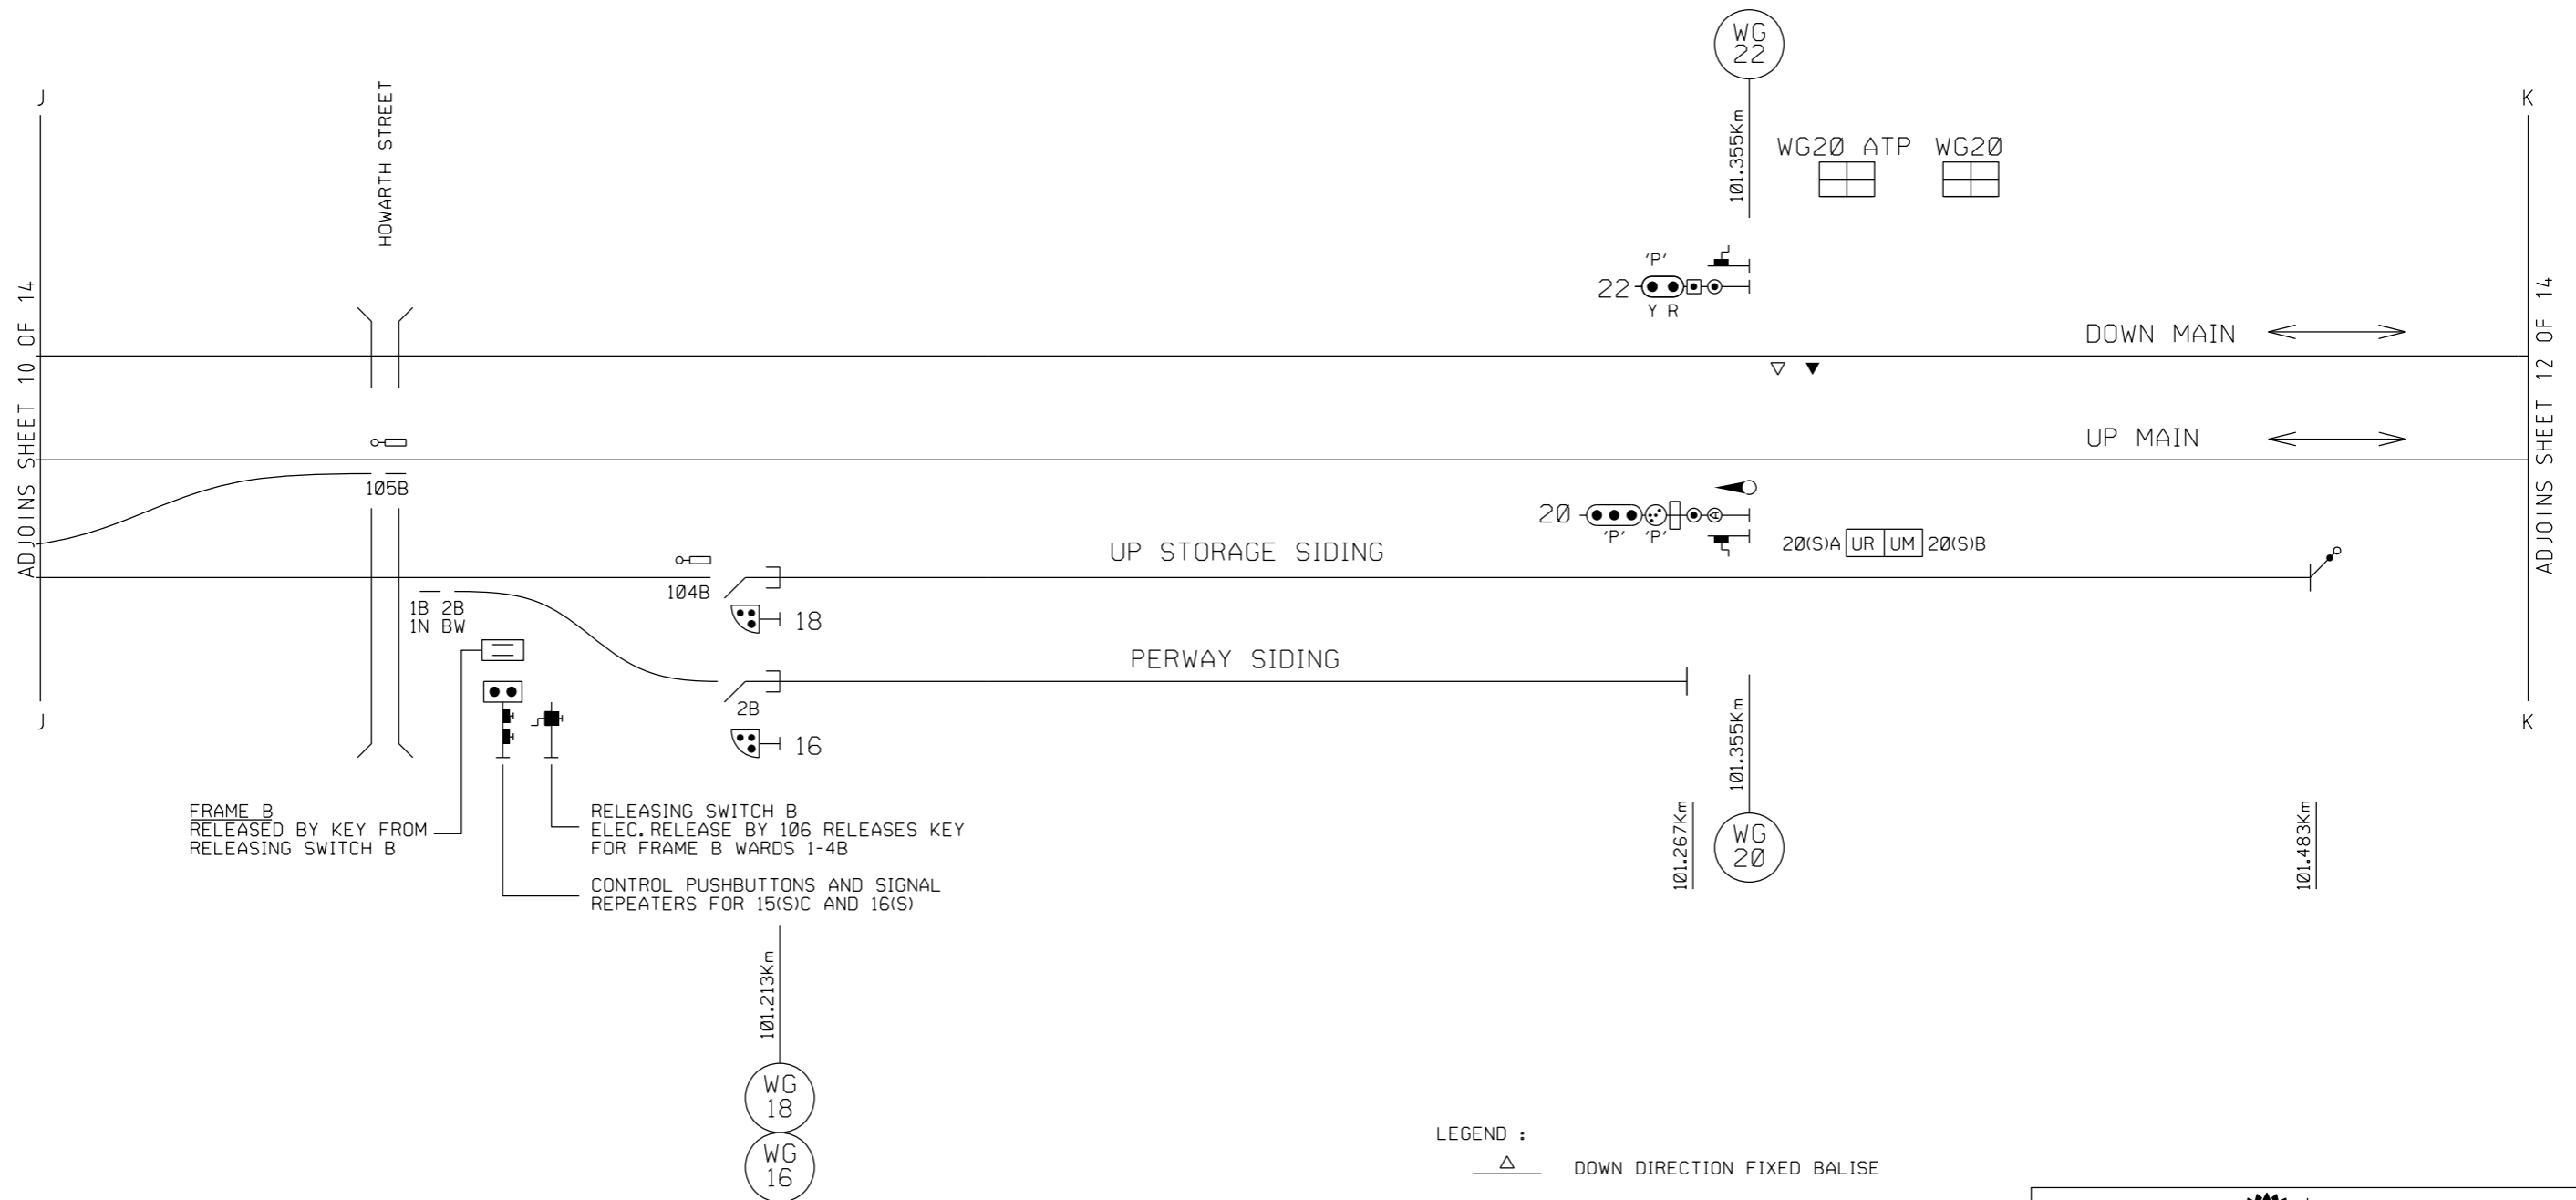 WG
22
J
HOWARTH STREET
K
101.355Km
WG20 ATP WG20
'P'
22
Y R
ADJOINS SHEET 10 OF 14
DOWN MAIN
ADJOINS SHEET 12 OF 14
UP MAIN
105B
20
'P' 'P'
20(S)A UR UM 20(S)B
UP STORAGE SIDING
104B
1B 2B
1N BW
18
PERWAY SIDING
2B
16
J
K
101.355Km
FRAME B
RELEASED BY KEY FROM
RELEASING SWITCH B
RELEASING SWITCH B
ELEC. RELEASE BY 106 RELEASES KEY
FOR FRAME B WARDS 1-4B
CONTROL PUSHBUTTONS AND SIGNAL
REPEATERS FOR 15(S)C AND 16(S)
101.267Km
WG
20
101.483Km
101.213Km
WG
18
WG
16
LEGEND :
DOWN DIRECTION FIXED BALISE